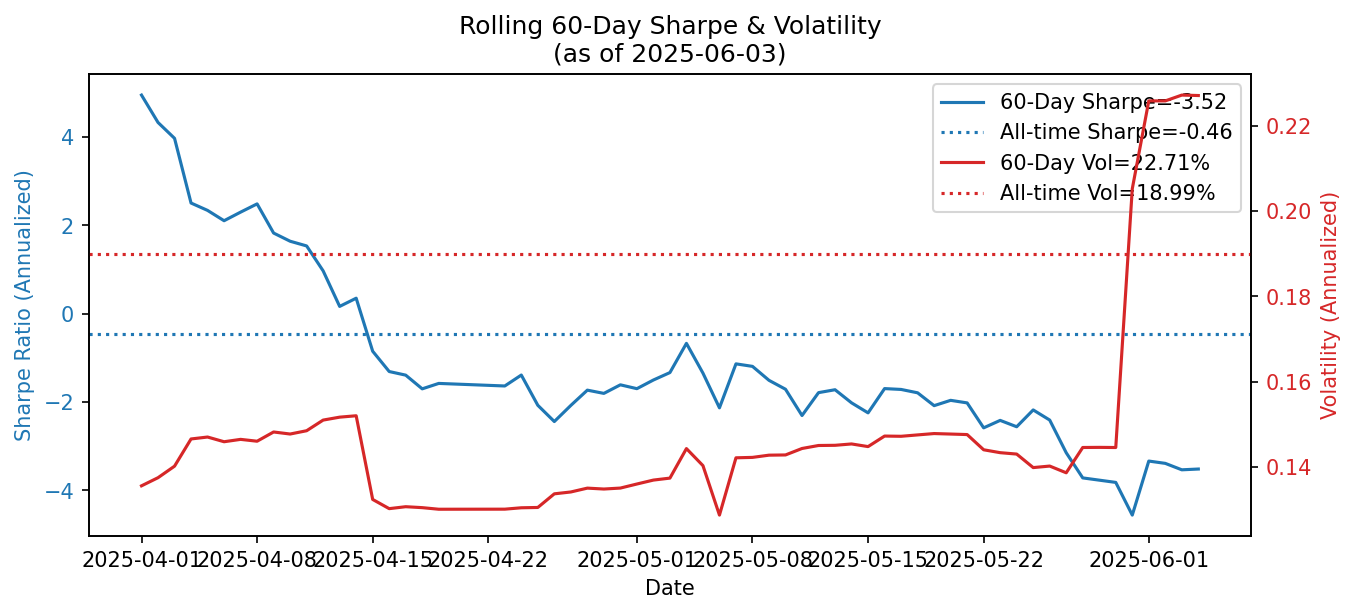 Rolling 60-Day Sharpe & Volatility
(as of 2025-06-03)
60-Day Sharpe=-3.52
All-time Sharpe=-0.46
60-Day Vol=22.71%
All-time Vol=18.99%
Sharpe Ratio (Annualized)
4
2
0
−2
−4
0.22
0.20
0.18
0.16
0.14
Volatility (Annualized)
2025-04-01 2025-04-08 2025-04-15 2025-04-22 2025-05-01 2025-05-08 2025-05-15 2025-05-22 2025-06-01
Date